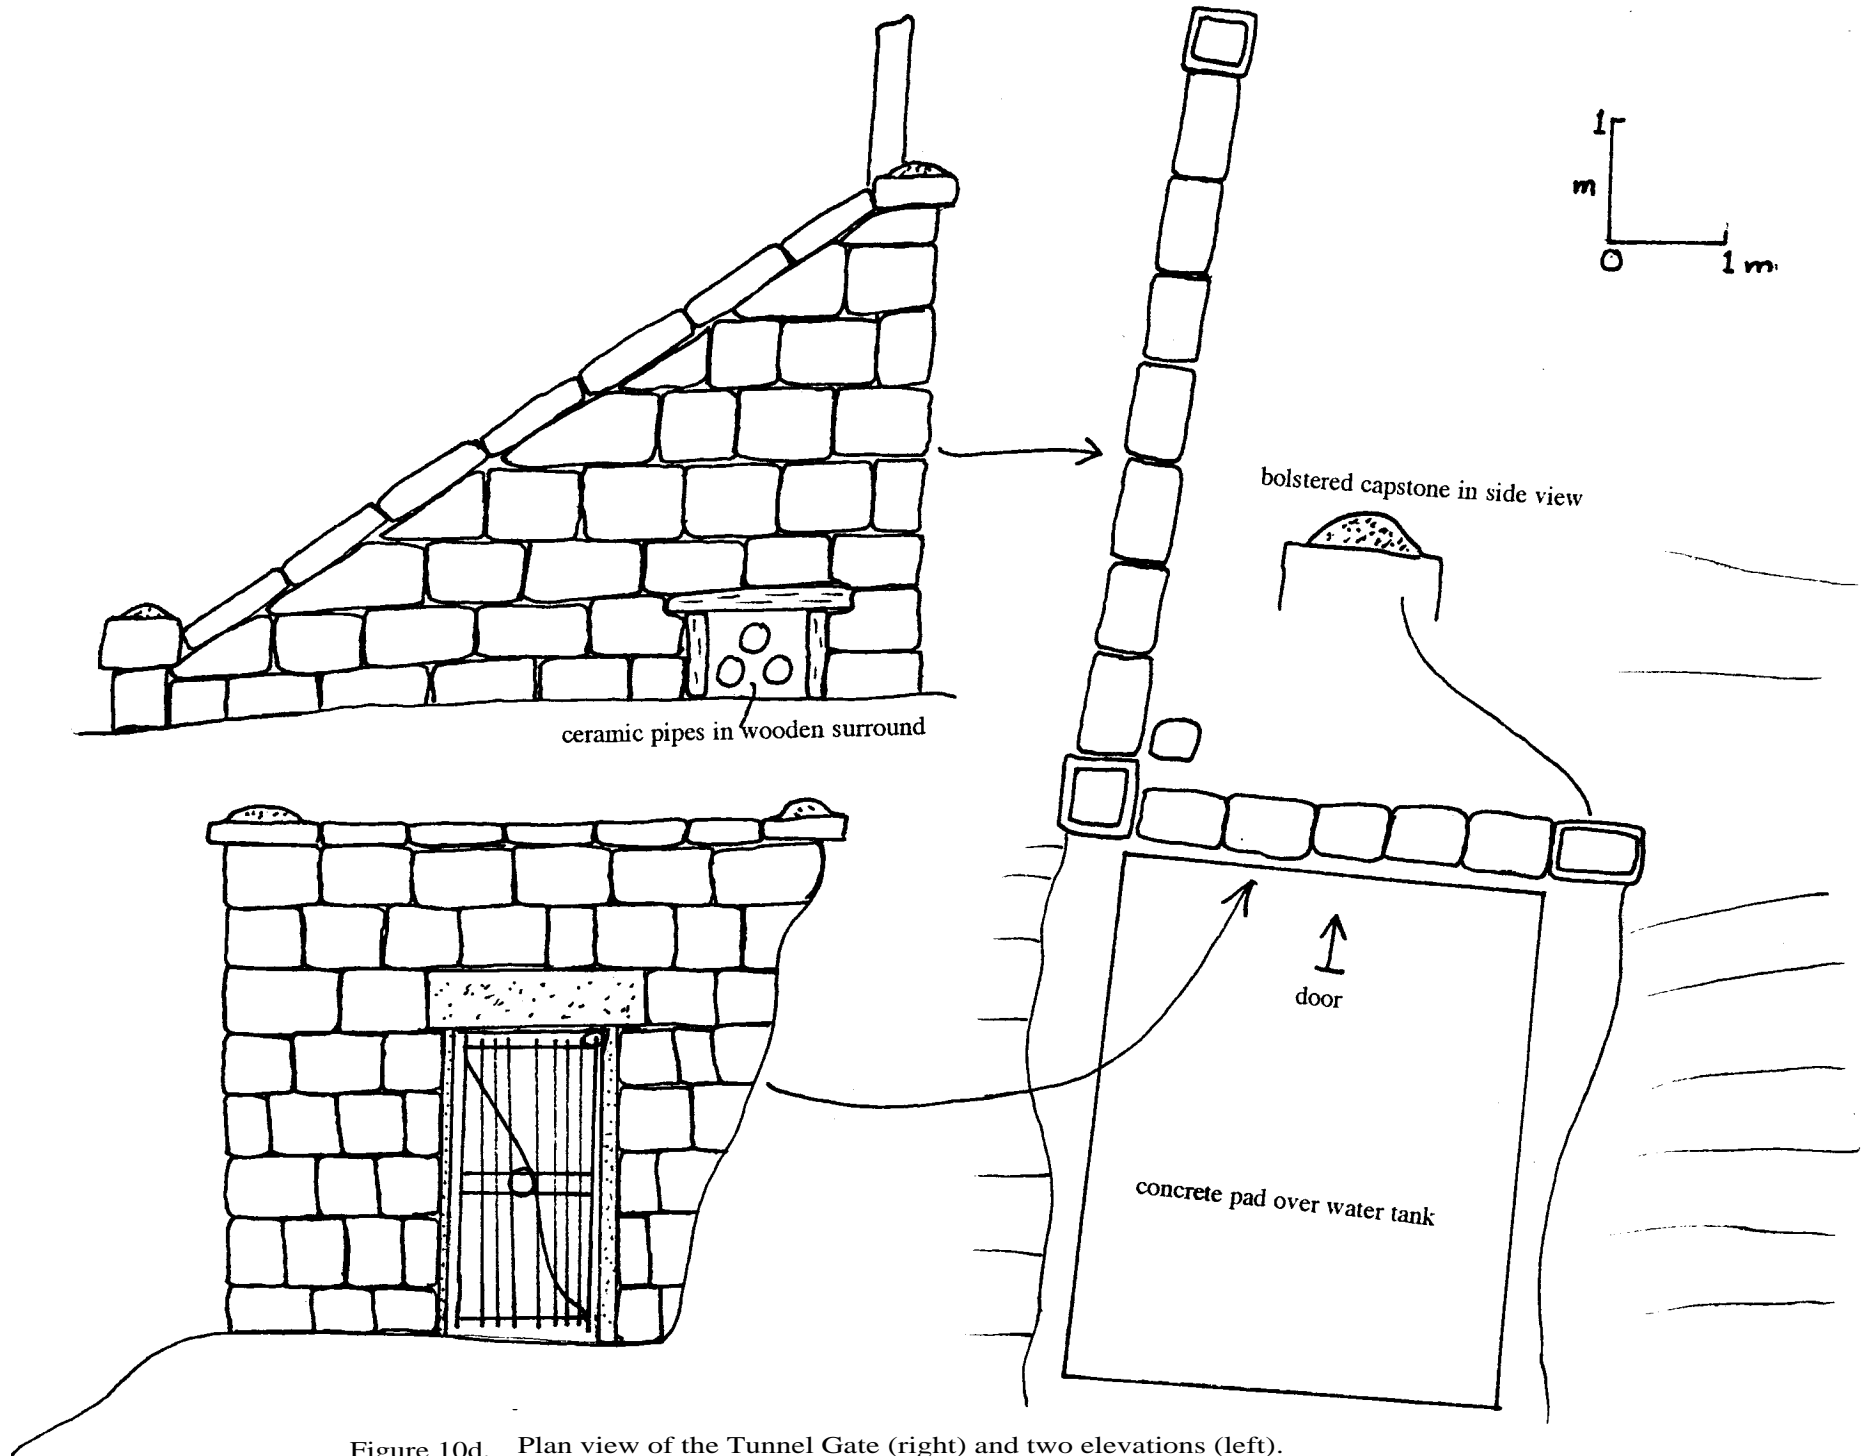 1
m
0 1 m.
bolstered capstone in side view
ceramic pipes in wooden surround
door
concrete pad over water tank
Figure 10d. Plan view of the Tunnel Gate (right) and two elevations (left).